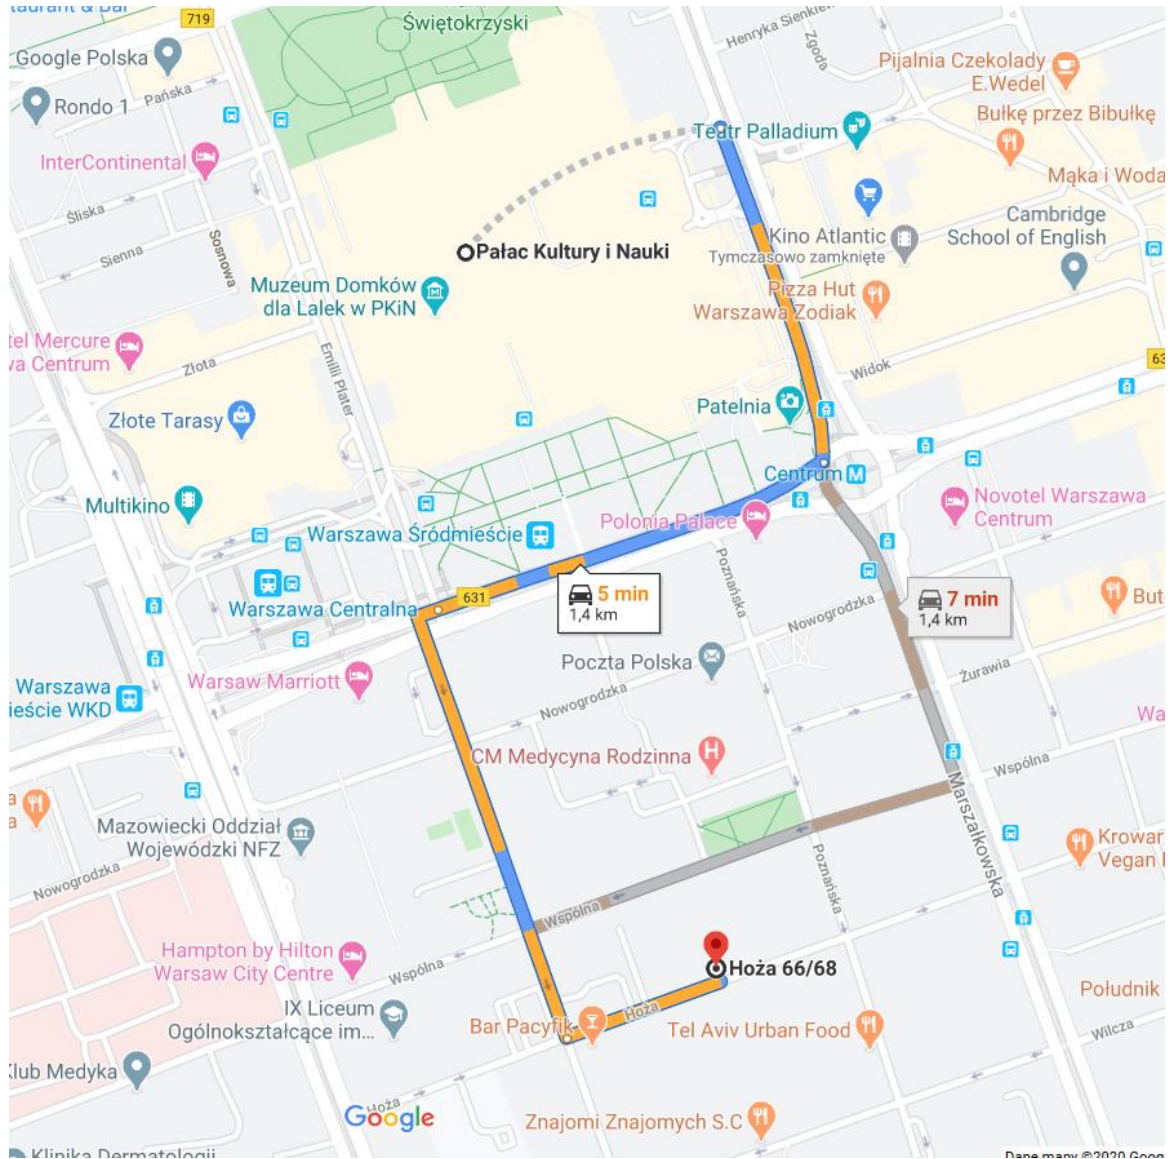 taurant & Bar
719
Świętokrzyski
Henryka Sienkiew
Zgoda
Google Polska
Pańska
Rondo 1
Pijalnia Czekolady
E.Wedel
Bułkę przez Bibułkę
Teatr Palladium
InterContinental
Mąka i Woda
Śliska
Sienna
Sosnowa
Cambridge
School of English
Kino Atlantic
Tymczasowo zamknięte
Pałac Kultury i Nauki
Muzeum Domków
dla Lalek w PKiN
Pizza Hut
Warszawa Zodiak
tel Mercure
va Centrum
Złota
Emilii Plater
Widok
63
Złote Tarasy
Patelnia
Centrum M
Multikino
Novotel Warszawa
Centrum
Polonia Palace
Warszawa Śródmieście
Poznańska
Warszawa Centralna
631
5 min
1,4 km
7 min
1,4 km
But
Nowogrodzka
Poczta Polska
Żurawia
Warsaw Marriott
Warszawa
ieście WKD
Nowogrodzka
Wa
CM Medycyna Rodzinna
H
Wspólna
Marszałkowska
a
a
Mazowiecki Oddział
Wojewódzki NFZ
Krowar
Vegan
Poznańska
Nowogrodzka
Wspólna
Hampton by Hilton
Warsaw City Centre
Wspólna
Hoża 66/68
Południk
IX Liceum
Ogólnokształcące im...
Hoża
Bar Pacyfik
Tel Aviv Urban Food
Wilcza
Klub Medyka
Hoża
Google
Znajomi Znajomych S.C
Klinika Dermatologii
Dane mapy ©2020 Goog